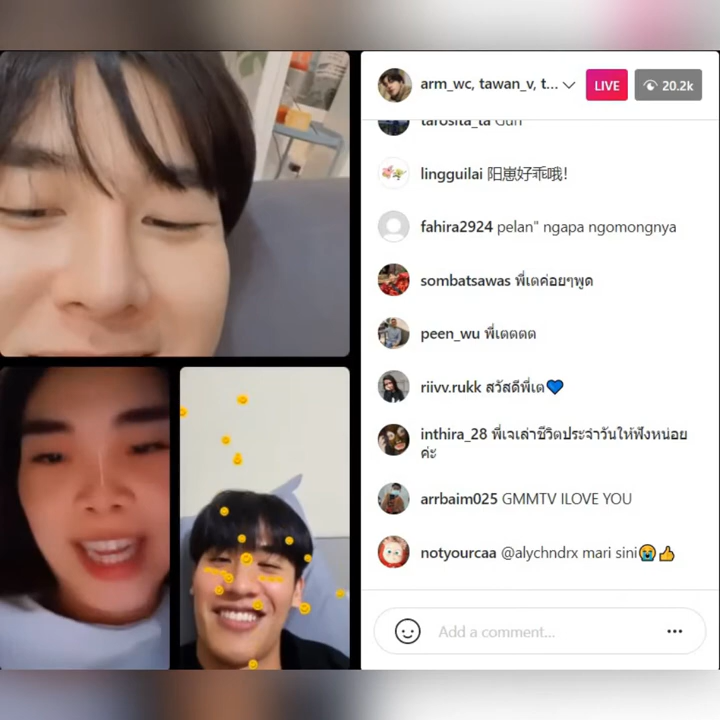 arm_wc, tawan_v, t...
LIVE
20.2k
tarosita_ta Gun
lingguilai 阳崽好乖哦!
fahira2924 pelan" ngapa ngomongnya
sombatsawas พี่เตค่อยๆพูด
peen_wu พี่เตดดด
riivv.rukk สวัสดีพี่เต💙
inthira_28 พี่เจเล่าชีวิตประจำวันให้ฟังหน่อย
ค่ะ
arrbaim025 GMMTV ILOVE YOU
notyourcaa @alychndrx mari sini😭👍
Add a comment...